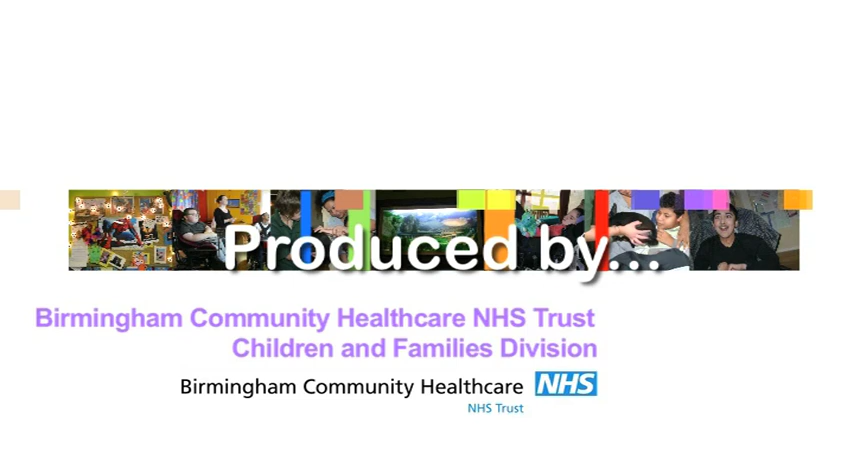 Produced by...
Birmingham Community Healthcare NHS Trust
Children and Families Division
Birmingham Community Healthcare NHS
NHS Trust